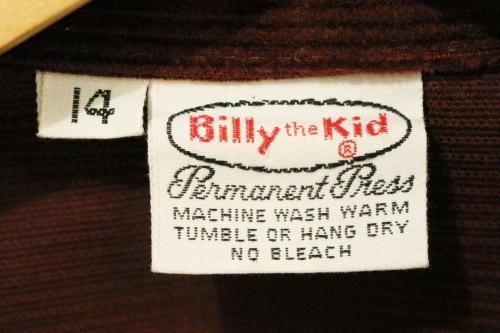 14
Billy the Kid
®
Permanent Press
MACHINE WASH WARM
TUMBLE OR HANG DRY
NO BLEACH